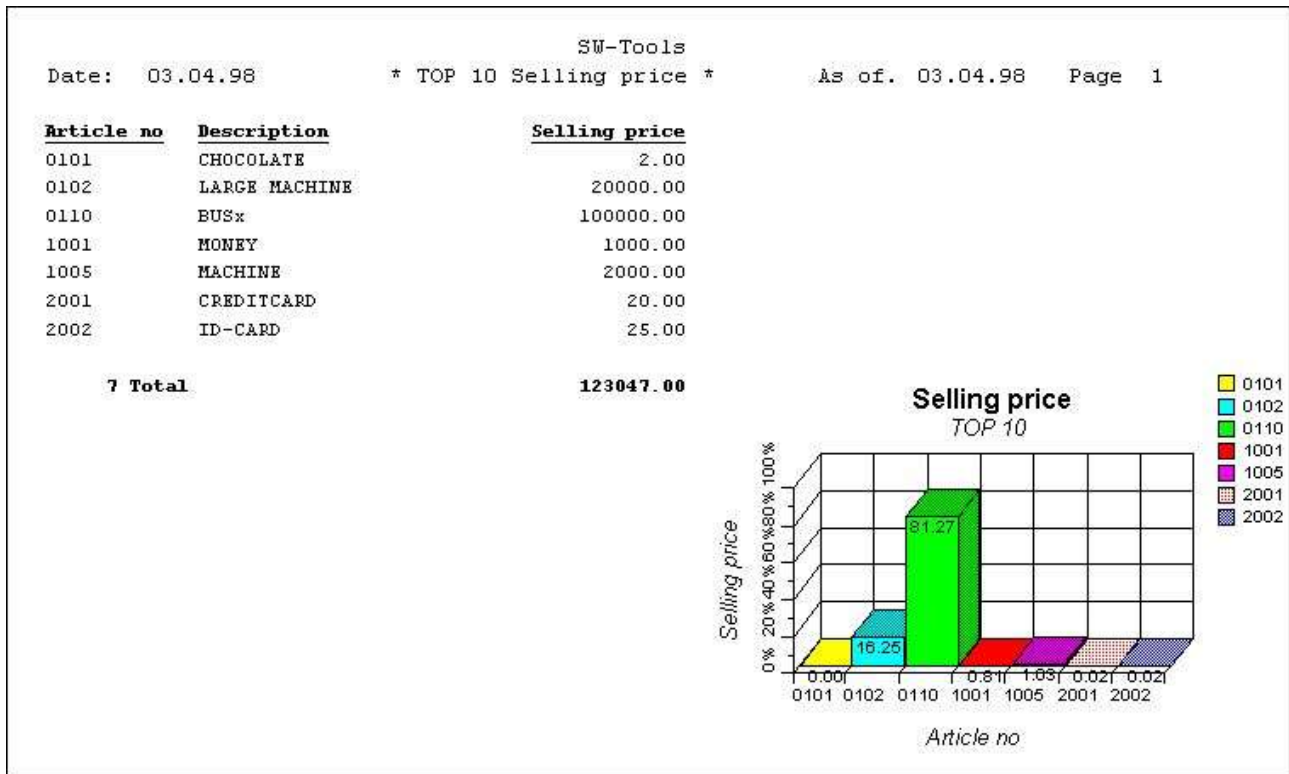 SW-Tools
Date: 03.04.98 * TOP 10 Selling price * As of. 03.04.98 Page 1
Article no Description Selling price
0101 CHOCOLATE 2.00
0102 LARGE MACHINE 20000.00
0110 BUSx 100000.00
1001 MONEY 1000.00
1005 MACHINE 2000.00
2001 CREDITCARD 20.00
2002 ID-CARD 25.00
7 Total 123047.00
Selling price
TOP 10
0101
0102
0110
1001
1005
2001
2002
Selling price
100%
80%
60%
40%
20%
0%
81.27
16.25
0.00 0.81 1.63 0.02 0.02
0101 0102 0110 1001 1005 2001 2002
Article no